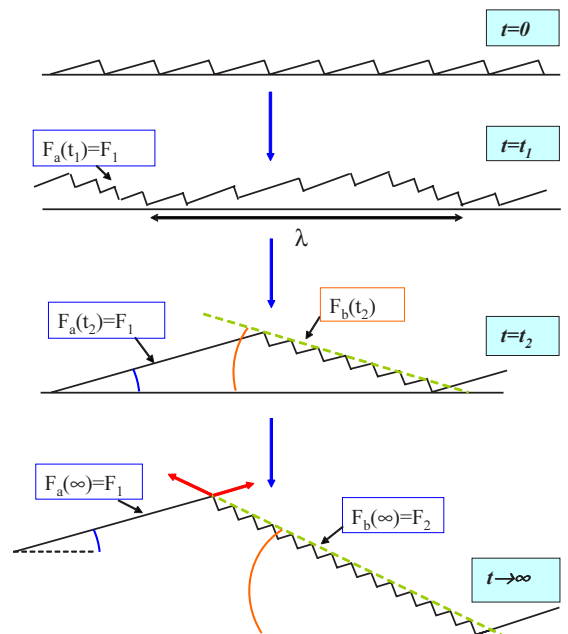 t=0
F_a(t_1)=F_1
t=t_1
λ
F_a(t_2)=F_1
F_b(t_2)
t=t_2
F_a(∞)=F_1
F_b(∞)=F_2
t→∞